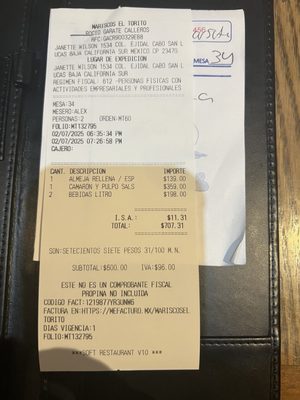 MARISCOS EL TORITO
ROCIO GARATE CALLEROS
RFC:GACR800329EB8
JANETTE WILSON 1534 COL. EJIDAL CABO SAN L
UCAS BAJA CALIFORNIA SUR MEXICO CP 23470
LUGAR DE EXPEDICION
JANETTE WILSON 1534 COL. EJIDAL CABO SAN L
UCAS BAJA CALIFORNIA SUR
REGIMEN FISCAL: 612 -PERSONAS FISICAS CON
ACTIVIDADES EMPRESARIALES Y PROFESIONALES
MESA:34
MESERO:ALEX
PERSONAS:2 ORDEN:MT60
FOLIO:MT132795
02/07/2025 06:35:34 PM
02/07/2025 07:26:58 PM
CAJERO:
CANT. DESCRIPCION IMPORTE
1 ALMEJA RELLENA / ESP $139.00
1 CAMARON Y PULPO SALS $359.00
2 BEBIDAS LITRO $198.00
I.S.A.: $11.31
TOTAL: $707.31
SON:SETECIENTOS SIETE PESOS 31/100 M.N.
SUBTOTAL:$600.00 IVA:$96.00
ESTE NO ES UN COMPROBANTE FISCAL
PROPINA NO INCLUIDA
CODIGO FACT:
FACTURA EN:HTTPS://MEFACTURO.MX/MARISCOSEL
TORITO
DIAS VIGENCIA:1
FOLIO:MT132795
***SOFT RESTAURANT V10 ***
456
MESA 34